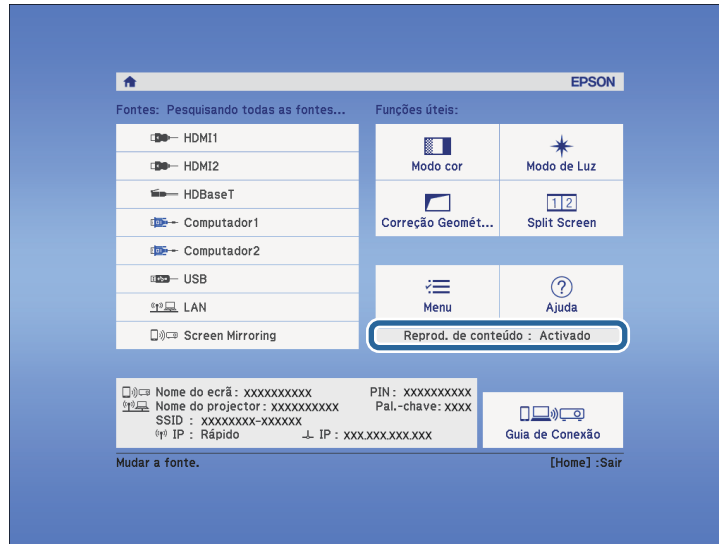 EPSON
Fontes: Pesquisando todas as fontes...
HDMI1
HDMI2
HDBaseT
Computador1
Computador2
USB
LAN
Screen Mirroring
Funções úteis:
Modo cor
Modo de Luz
Correção Geomét...
Split Screen
1 2
Menu
Ajuda
?
Reprod. de conteúdo : Activado
Nome do ecrã : xxxxxxxxxx
PIN : xxxxxxxxxx
Nome do projector : xxxxxxxxxx
Pal.-chave: xxxx
SSID : xxxxxxxx-xxxxxx
IP : Rápido
IP : xxx.xxx.xxx.xxx
Guia de Conexão
Mudar a fonte.
[Home] :Sair